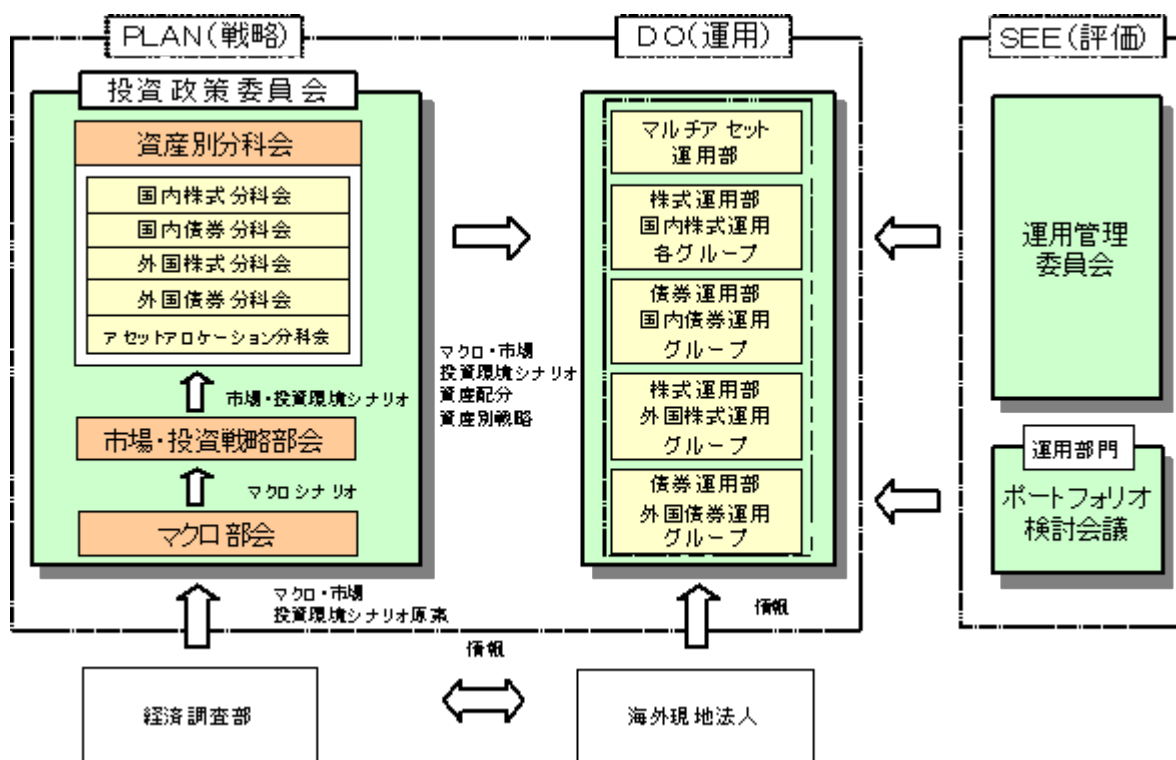 PLAN(戦略)
投資政策委員会
資産別分科会
国内株式分科会
国内債券分科会
外国株式分科会
外国債券分科会
アセットアロケーション分科会
市場・投資環境シナリオ
市場・投資戦略部会
マクロシナリオ
マクロ部会
マクロ・市場
投資環境シナリオ
資産配分
資産別戦略
DO(運用)
マルチアセット
運用部
株式運用部
国内株式運用
各グループ
債券運用部
国内債券運用
グループ
株式運用部
外国株式運用
グループ
債券運用部
外国債券運用
グループ
SEE(評価)
運用管理
委員会
運用部門
ポートフォリオ
検討会議
マクロ・市場
投資環境シナリオ原案
情報
情報
経済調査部
海外現地法人